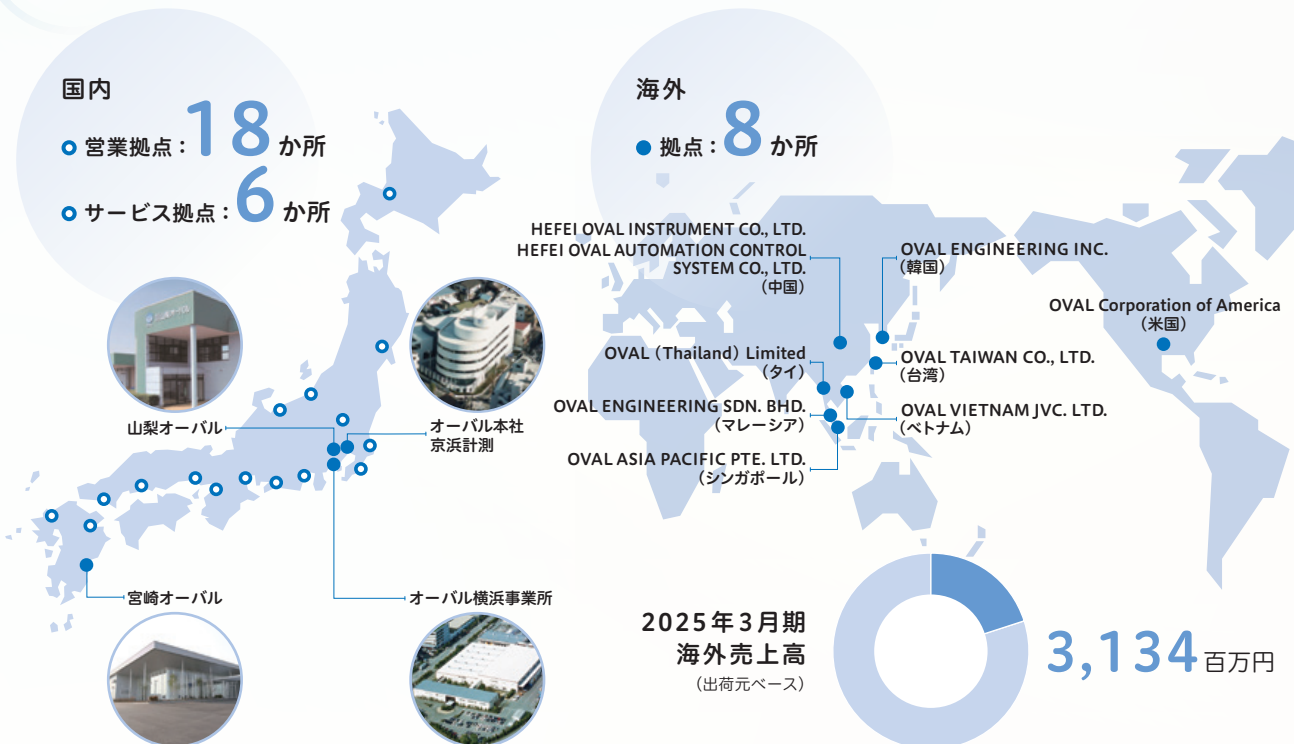 国内
営業拠点：18か所
サービス拠点：6か所
山梨オーバル
オーバル本社
京浜計測
宮崎オーバル
オーバル横浜事業所
海外
拠点：8か所
HEFEI OVAL INSTRUMENT CO., LTD.
HEFEI OVAL AUTOMATION CONTROL
SYSTEM CO., LTD.
（中国）
OVAL ENGINEERING INC.
（韓国）
OVAL Corporation of America
（米国）
OVAL（Thailand）Limited
（タイ）
OVAL TAIWAN CO., LTD.
（台湾）
OVAL ENGINEERING SDN. BHD.
（マレーシア）
OVAL VIETNAM JVC. LTD.
（ベトナム）
OVAL ASIA PACIFIC PTE. LTD.
（シンガポール）
2025年3月期
海外売上高
（出荷元ベース）
3,134百万円